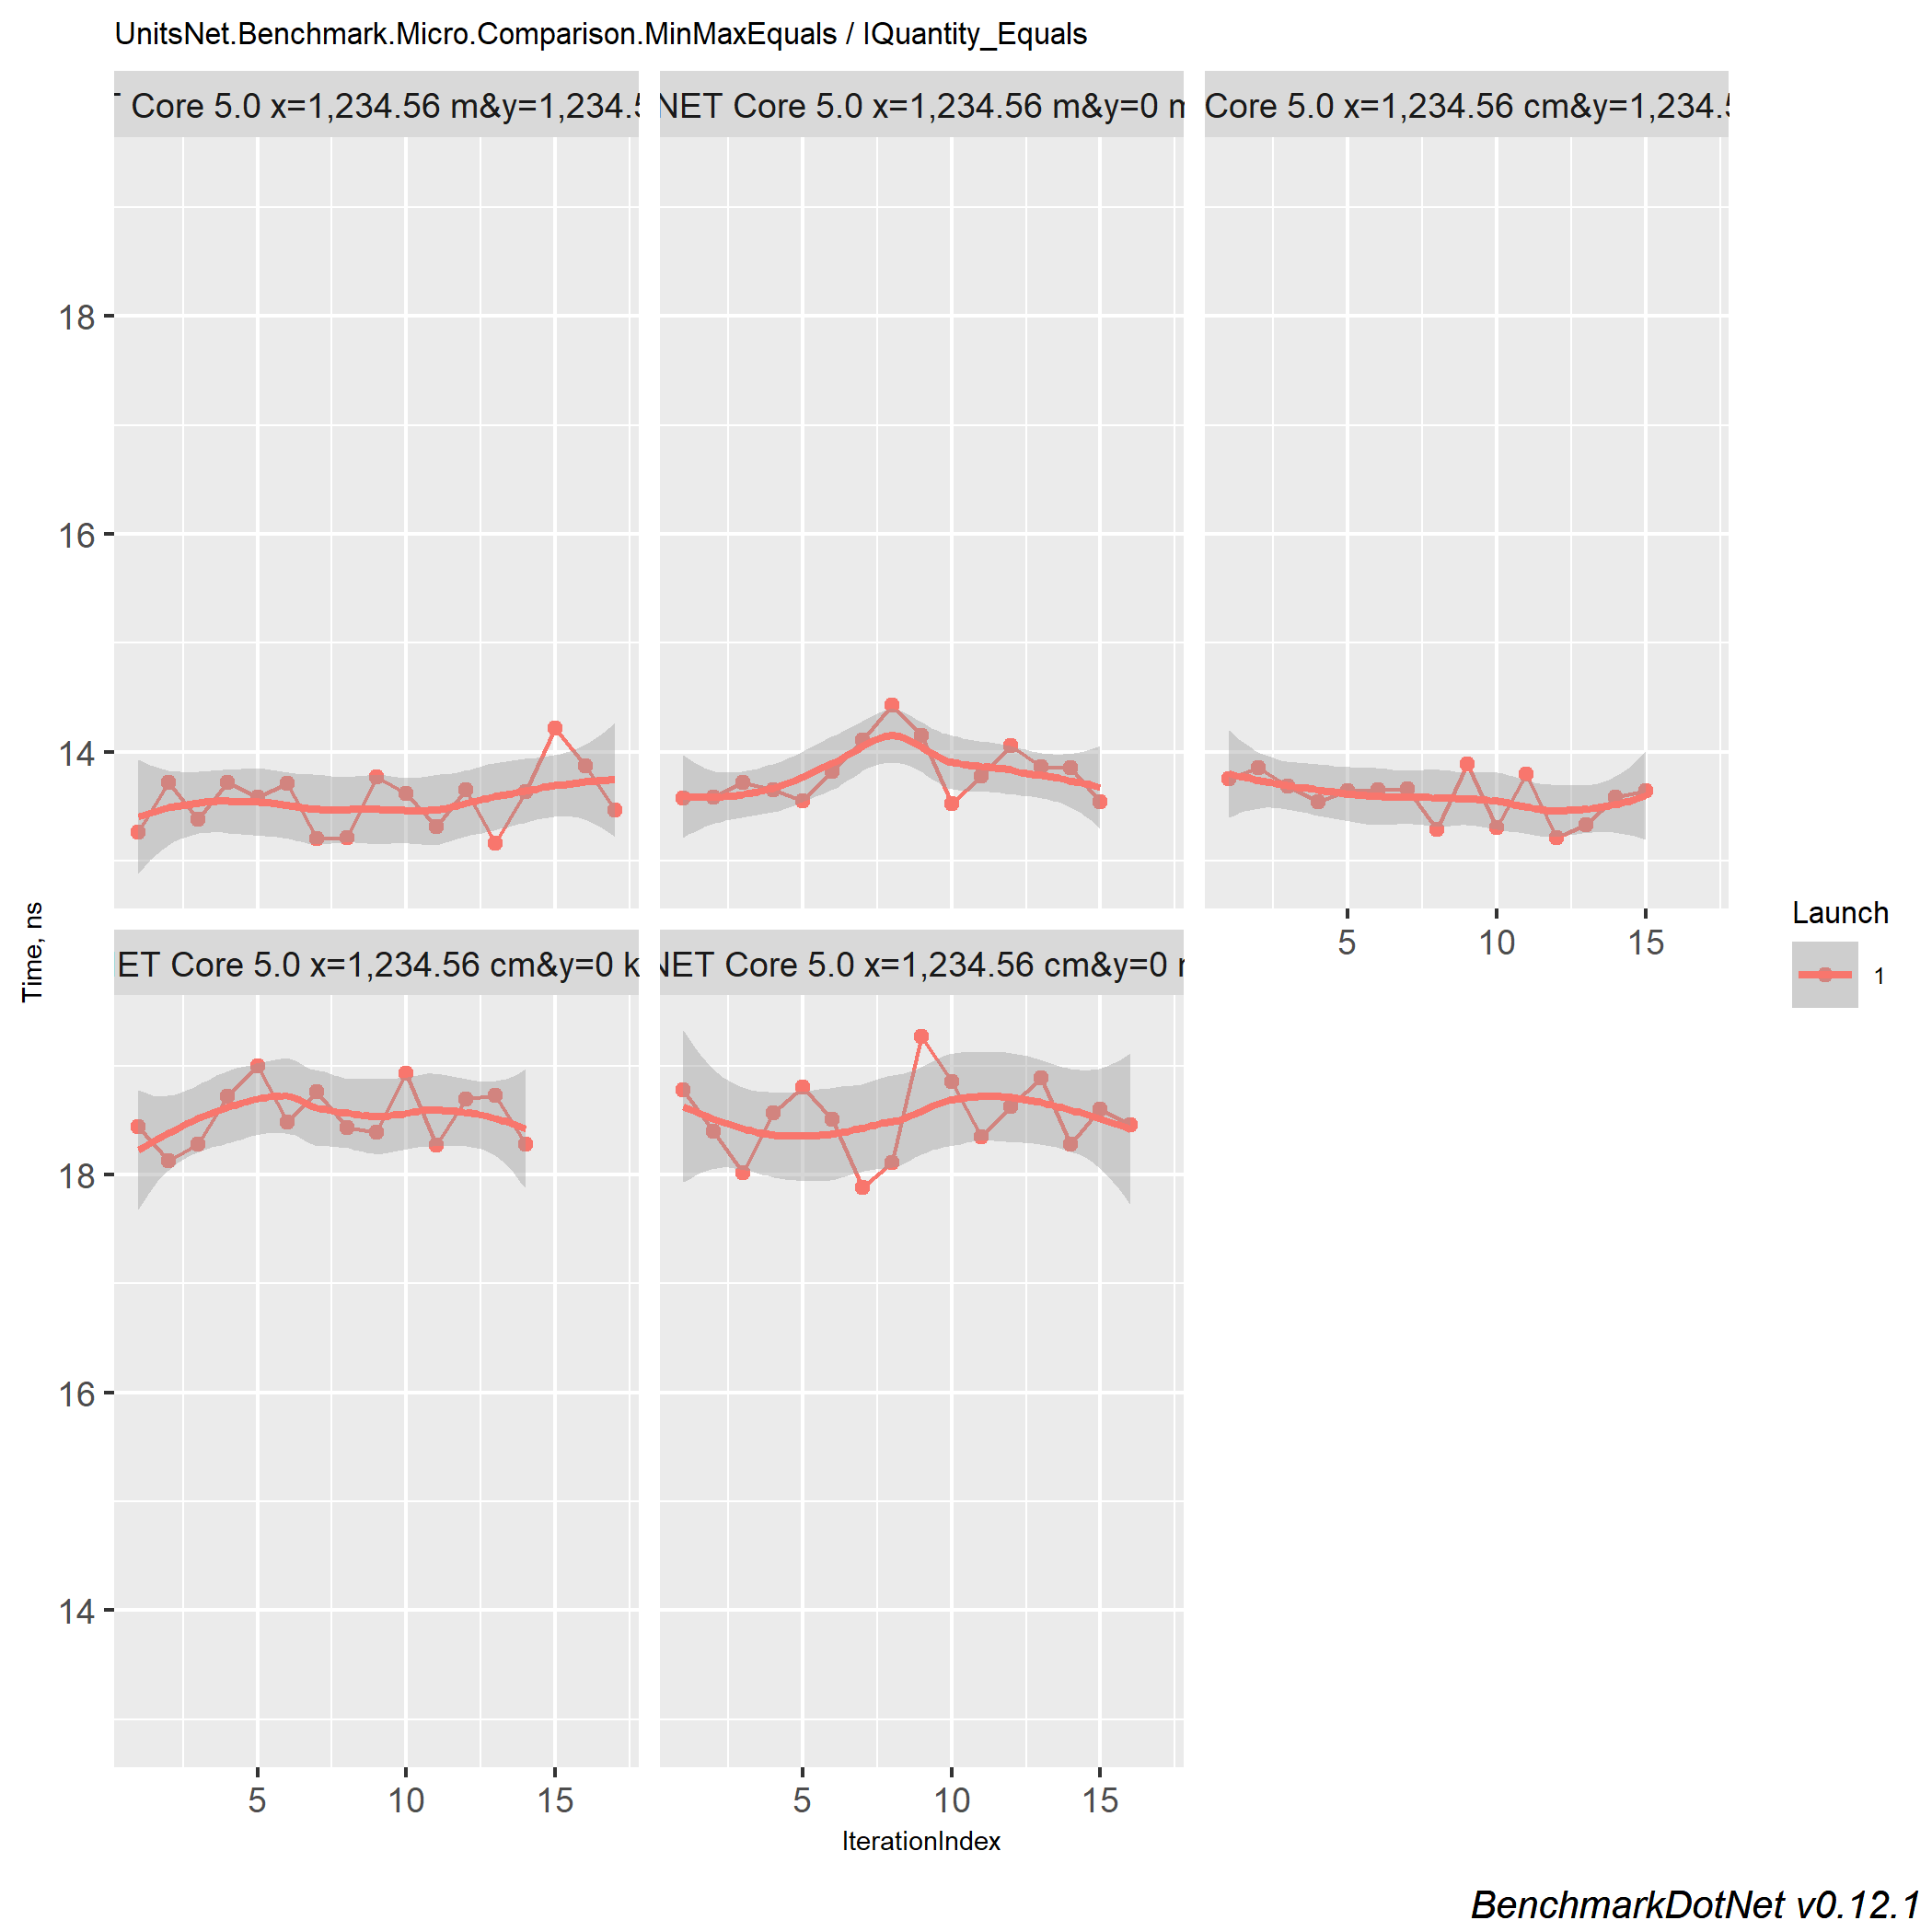 UnitsNet.Benchmark.Micro.Comparison.MinMaxEquals / IQuantity_Equals
Core 5.0 x=1,234.56 m&y=1,234.5
NET Core 5.0 x=1,234.56 m&y=0 m
Core 5.0 x=1,234.56 cm&y=1,234.5
18
16
14
5 10 15
Time, ns
Launch
1
ET Core 5.0 x=1,234.56 cm&y=0 k
NET Core 5.0 x=1,234.56 cm&y=0
18
16
14
5 10 15
5 10 15
IterationIndex
BenchmarkDotNet v0.12.1